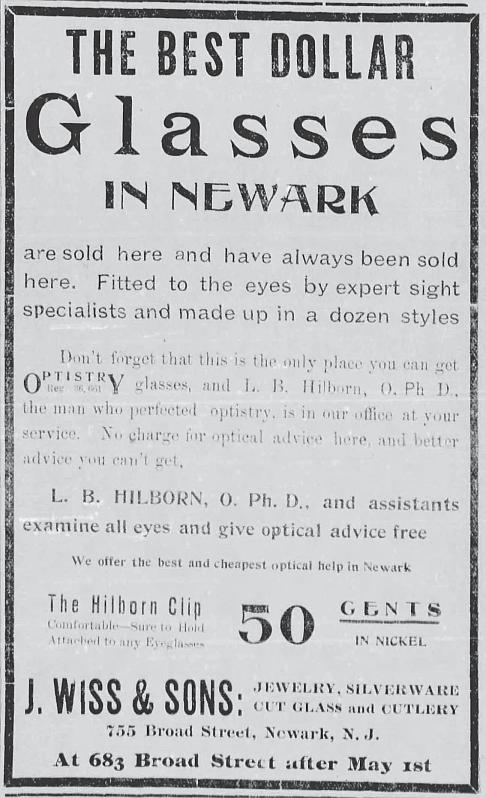 THE BEST DOLLAR
Glasses
IN NEWARK
are sold here and have always been sold
here. Fitted to the eyes by expert sight
specialists and made up in a dozen styles
Don't forget that this is the only place you can get
OPTISTRY glasses, and L. B. Hilborn, O. Ph D.,
Reg.
the man who perfected optistry, is in our office at your
service. No charge for optical advice here, and better
advice you can't get,
L. B. HILBORN, O. Ph. D., and assistants
examine all eyes and give optical advice free
We offer the best and cheapest optical help in Newark
The Hilborn Clip
Comfortable—Sure to Hold
Attached to any Eyeglasses
50 CENTS
IN NICKEL
J. WISS & SONS: JEWELRY, SILVERWARE
CUT GLASS and CUTLERY
755 Broad Street, Newark, N. J.
At 683 Broad Street after May 1st